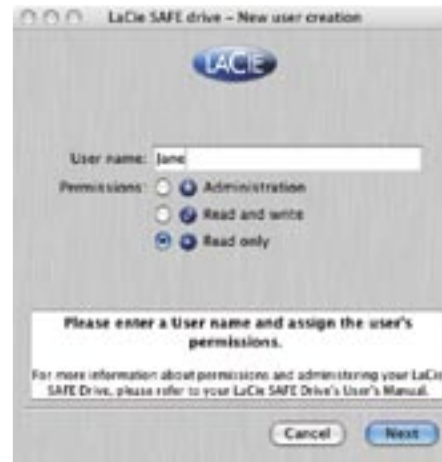 LaCie SAFE drive – New user creation
LACIE
User name: Jane
Permissions: Administration
Read and write
Read only
Please enter a User name and assign the user's
permissions.
For more information about permissions and administering your LaCie
SAFE Drive, please refer to your LaCie SAFE Drive's User's Manual.
Cancel Next